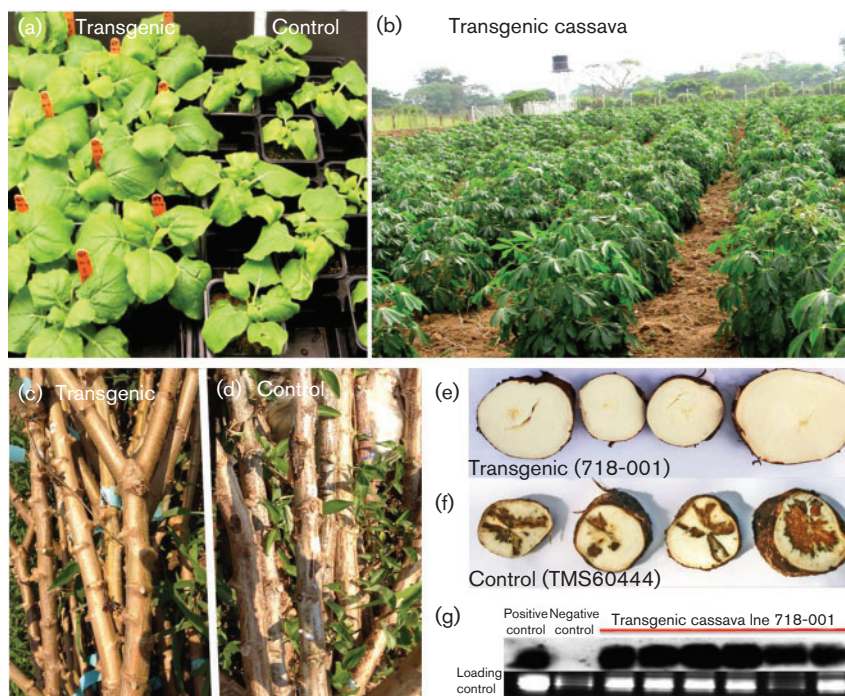 (a) Transgenic Control
(b) Transgenic cassava
(c) Transgenic
(d) Control
(e)
Transgenic (718-001)
(f)
Control (TMS60444)
(g)
Positive control
Negative control
Transgenic cassava lne 718-001
Loading control